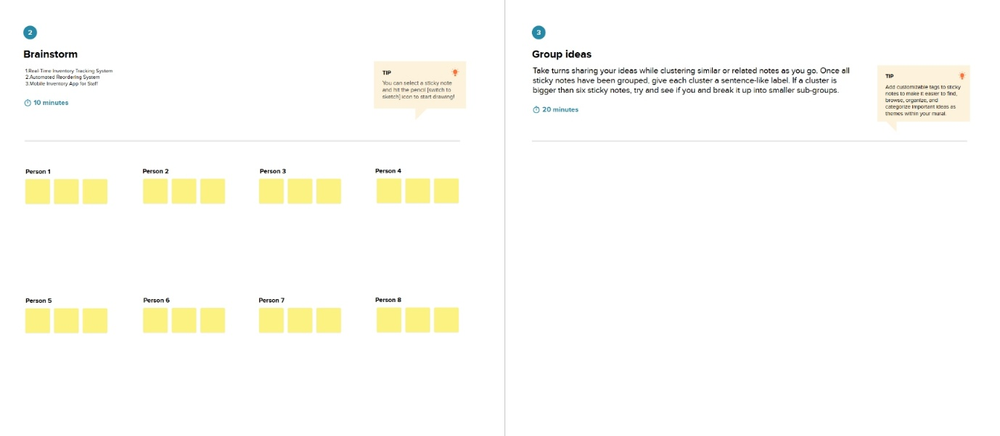 2
Brainstorm
1.Real-Time Inventory Tracking System
2.Automated Reordering System
3.Mobile Inventory App for Staff
10 minutes
TIP
You can select a sticky note
and hit the pencil [switch to
sketch] icon to start drawing!
Person 1
Person 2
Person 3
Person 4
Person 5
Person 6
Person 7
Person 8
3
Group ideas
Take turns sharing your ideas while clustering similar or related notes as you go. Once all
sticky notes have been grouped, give each cluster a sentence-like label. If a cluster is
bigger than six sticky notes, try and see if you and break it up into smaller sub-groups.
20 minutes
TIP
Add customizable tags to sticky
notes to make it easier to find,
browse, organize, and
categorize important ideas as
themes within your mural.